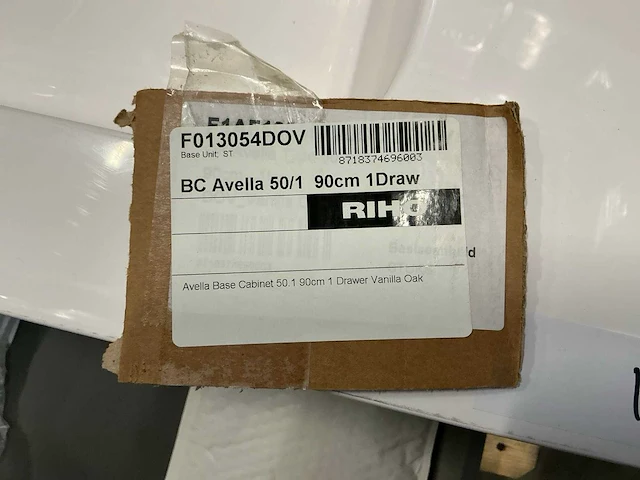 F013054DOV
Base Unit: ST
8718374696003
BC Avella 50/1 90cm 1Draw
RIHO
Avella Base Cabinet 50.1 90cm 1 Drawer Vanilla Oak